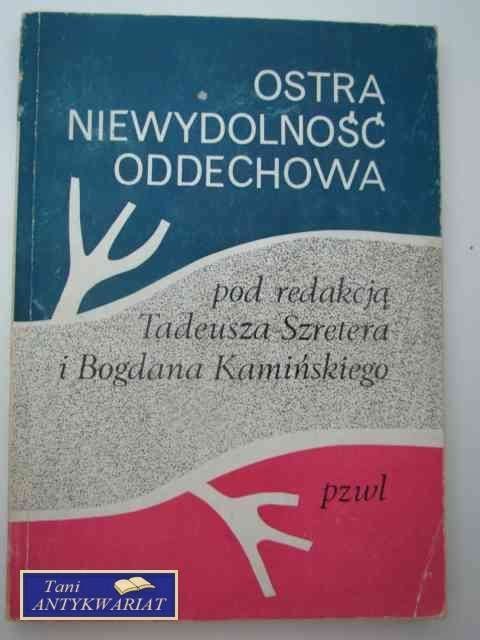 OSTRA
NIEWYDOLNOŚĆ
ODDECHOWA
pod redakcją
Tadeusza Szretera
i Bogdana Kamińskiego
pzwl
Tani
ANTYKWARIAT